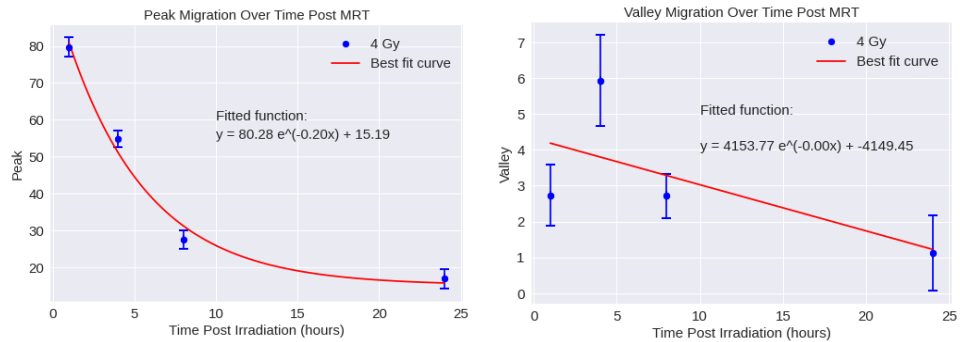 Peak Migration Over Time Post MRT
80
70
60
50
40
30
20
Peak
4 Gy
Best fit curve
Fitted function:
y = 80.28 e^(-0.20x) + 15.19
0
5
10
15
20
25
Time Post Irradiation (hours)
Valley Migration Over Time Post MRT
7
6
5
4
3
2
1
0
Valley
4 Gy
Best fit curve
Fitted function:
y = 4153.77 e^(-0.00x) + -4149.45
0
5
10
15
20
25
Time Post Irradiation (hours)